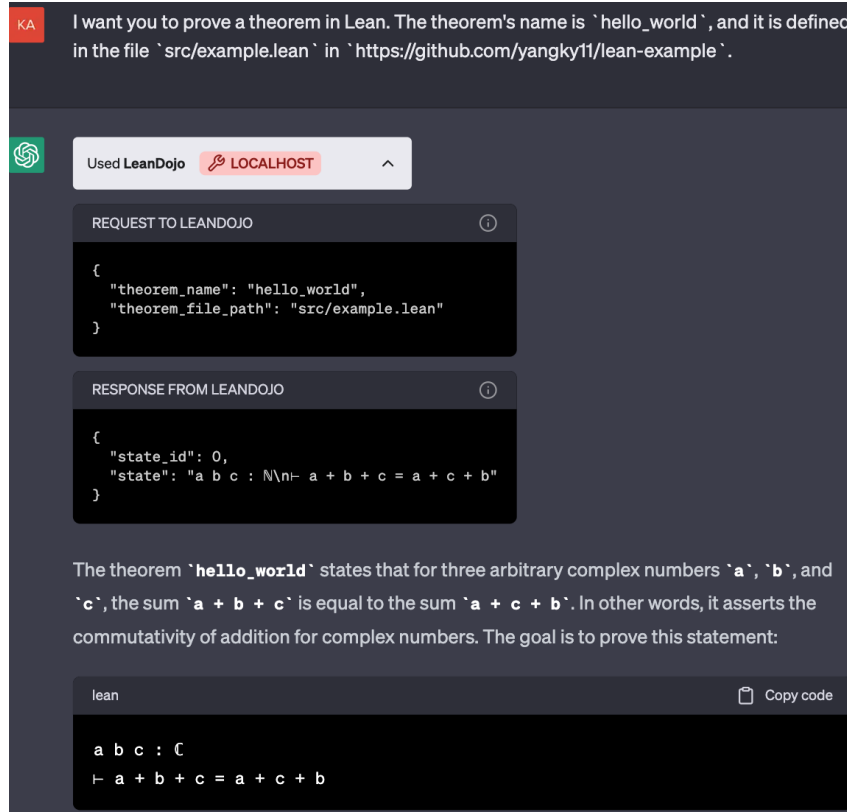 KA
I want you to prove a theorem in Lean. The theorem's name is `hello_world`, and it is defined
in the file `src/example.lean` in `https://github.com/yangky11/lean-example`.
Used LeanDojo LOCALHOST
REQUEST TO LEANDOJO
{
"theorem_name": "hello_world",
"theorem_file_path": "src/example.lean"
}
RESPONSE FROM LEANDOJO
{
"state_id": 0,
"state": "a b c : ℕ\n⊢ a + b + c = a + c + b"
}
The theorem `hello_world` states that for three arbitrary complex numbers `a`, `b`, and
`c`, the sum `a + b + c` is equal to the sum `a + c + b`. In other words, it asserts the
commutativity of addition for complex numbers. The goal is to prove this statement:
lean Copy code
a b c : ℂ
⊢ a + b + c = a + c + b